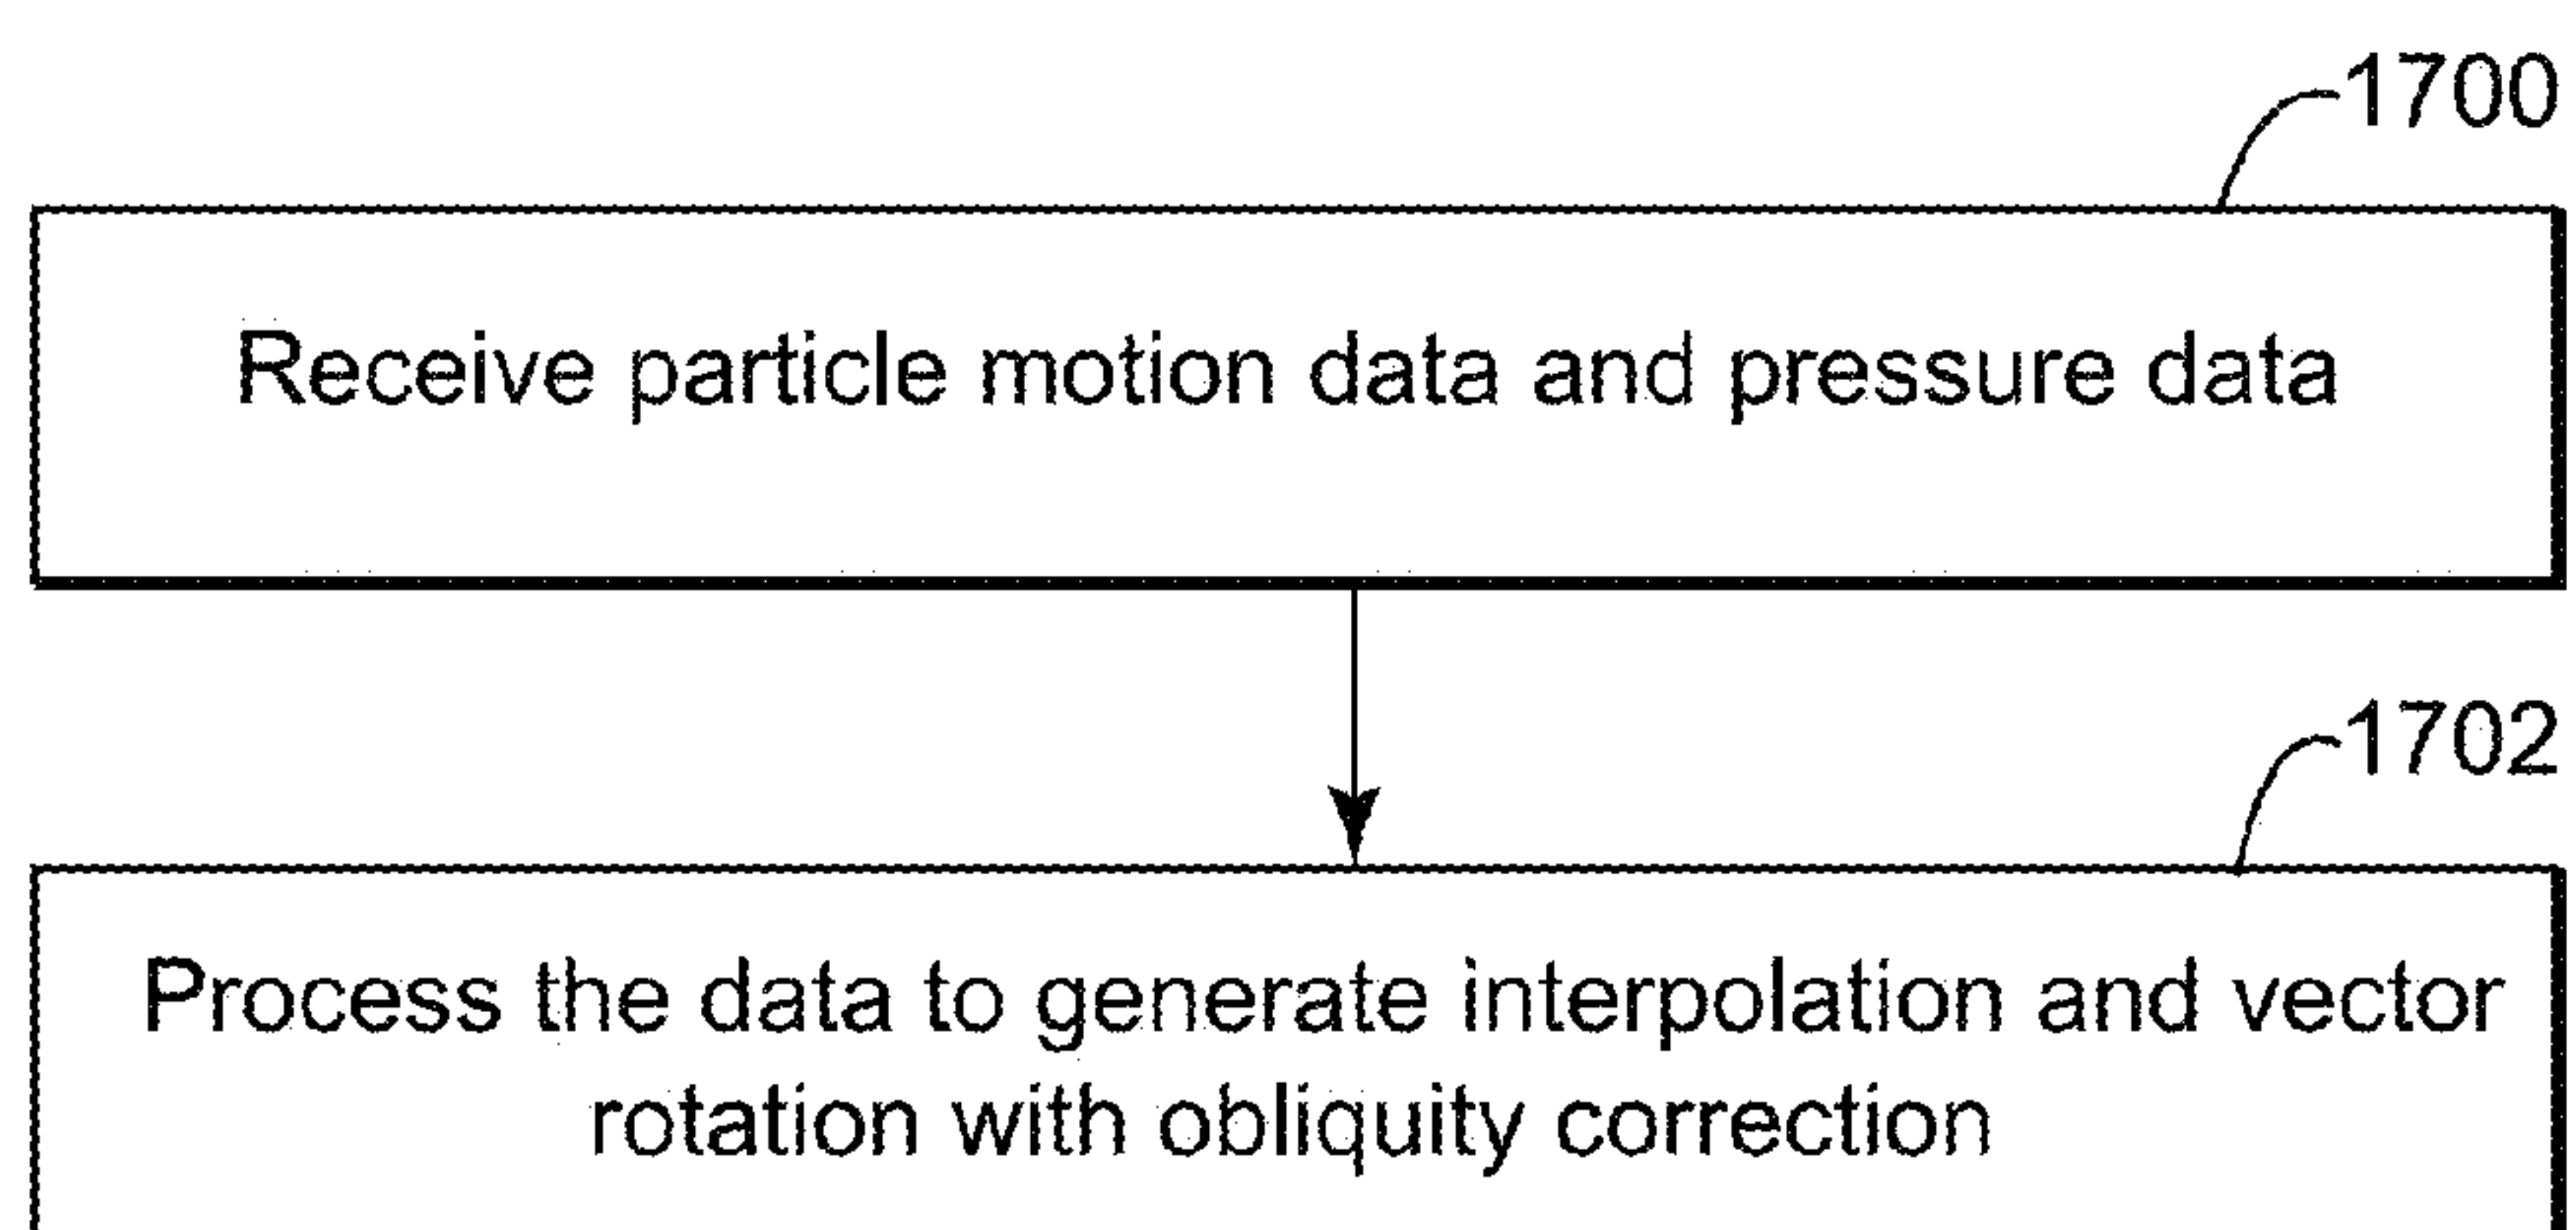 1700
Receive particle motion data and pressure data
1702
Process the data to generate interpolation and vector
rotation with obliquity correction